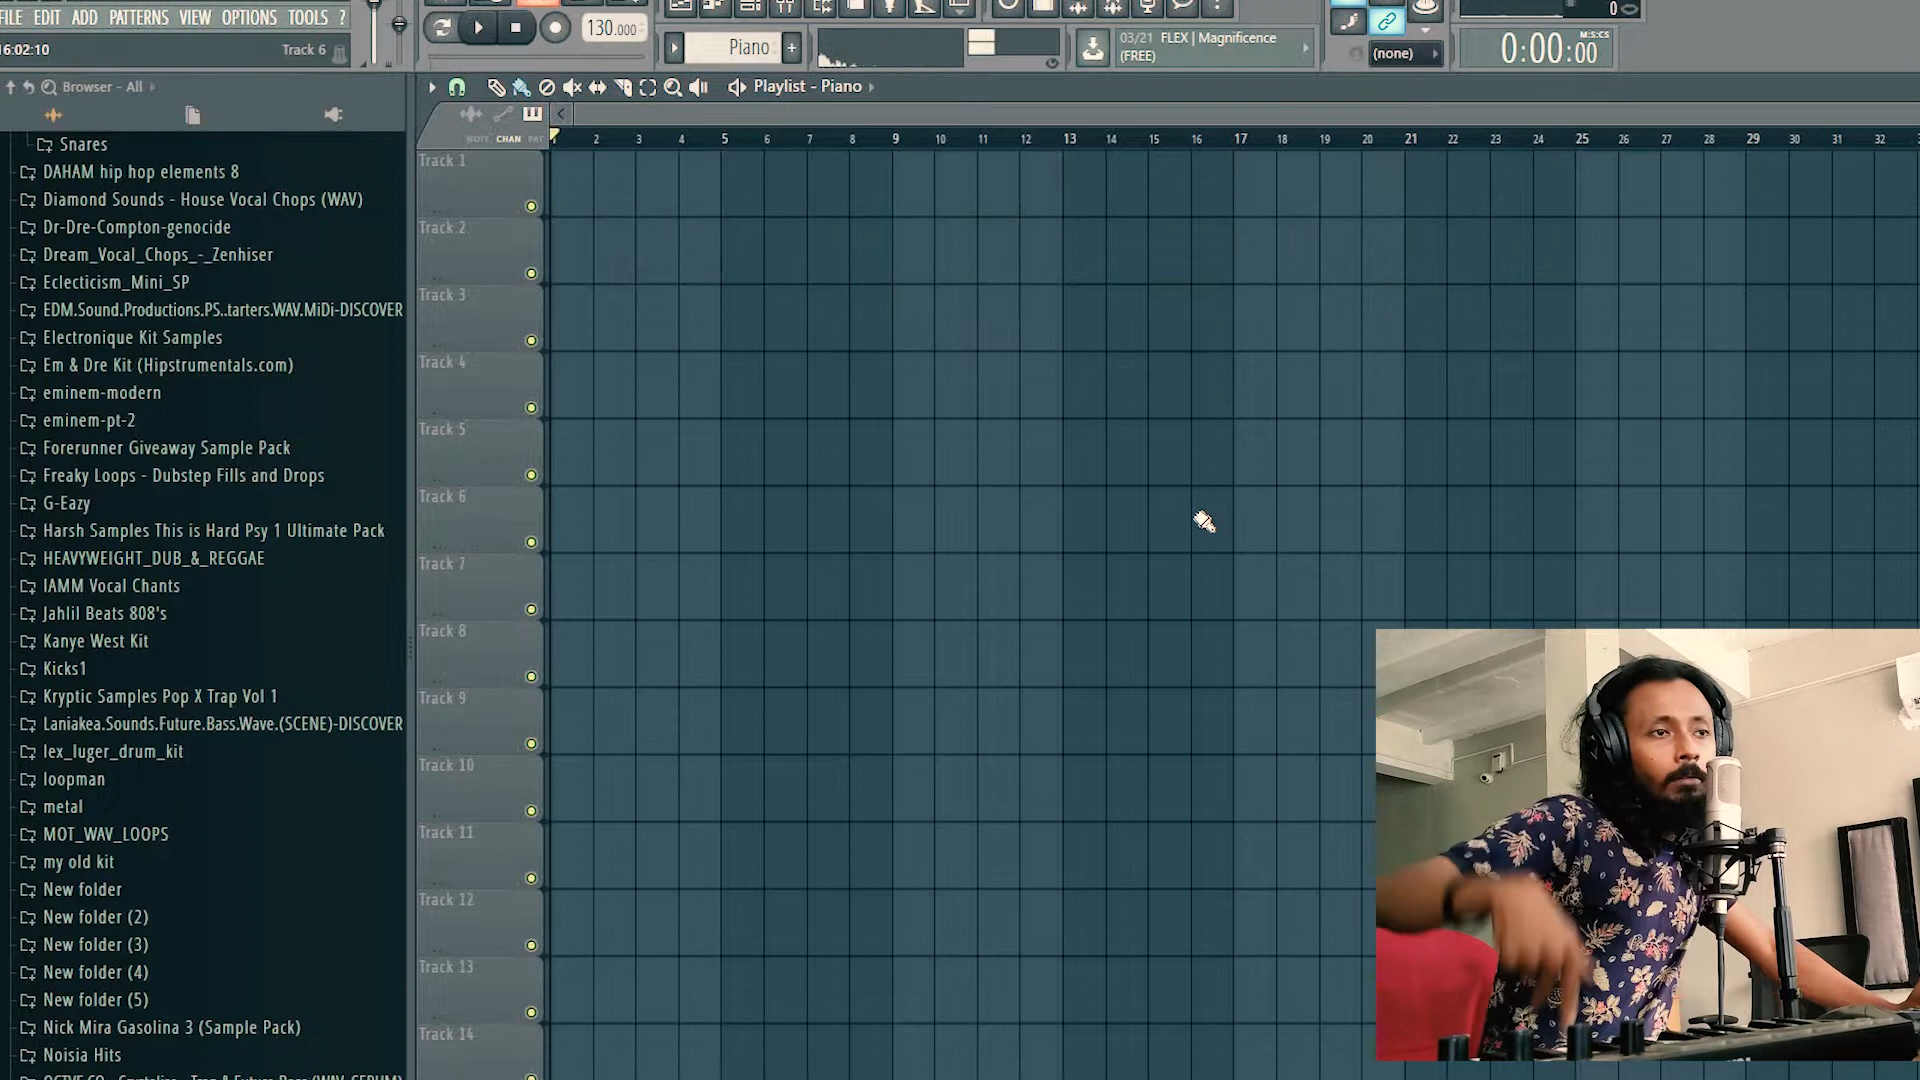 FILE EDIT ADD PATTERNS VIEW OPTIONS TOOLS ?
16:02:10 Track 6
130.000
Piano +
03/21 FLEX | Magnificence
(FREE)
(none)
0
M:S:CS
0:00:00
Browser - All
Playlist - Piano
NOTE CHAN PAT
1 2 3 4 5 6 7 8 9 10 11 12 13 14 15 16 17 18 19 20 21 22 23 24 25 26 27 28 29 30 31 32
Snares
DAHAM hip hop elements 8
Diamond Sounds - House Vocal Chops (WAV)
Dr-Dre-Compton-genocide
Dream_Vocal_Chops_-_Zenhiser
Eclecticism_Mini_SP
EDM.Sound.Productions.PS..tarters.WAV.MiDi-DISCOVER
Electronique Kit Samples
Em & Dre Kit (Hipstrumentals.com)
eminem-modern
eminem-pt-2
Forerunner Giveaway Sample Pack
Freaky Loops - Dubstep Fills and Drops
G-Eazy
Harsh Samples This is Hard Psy 1 Ultimate Pack
HEAVYWEIGHT_DUB_&_REGGAE
IAMM Vocal Chants
Jahlil Beats 808's
Kanye West Kit
Kicks1
Kryptic Samples Pop X Trap Vol 1
Laniakea.Sounds.Future.Bass.Wave.(SCENE)-DISCOVER
lex_luger_drum_kit
loopman
metal
MOT_WAV_LOOPS
my old kit
New folder
New folder (2)
New folder (3)
New folder (4)
New folder (5)
Nick Mira Gasolina 3 (Sample Pack)
Noisia Hits
Track 1
Track 2
Track 3
Track 4
Track 5
Track 6
Track 7
Track 8
Track 9
Track 10
Track 11
Track 12
Track 13
Track 14